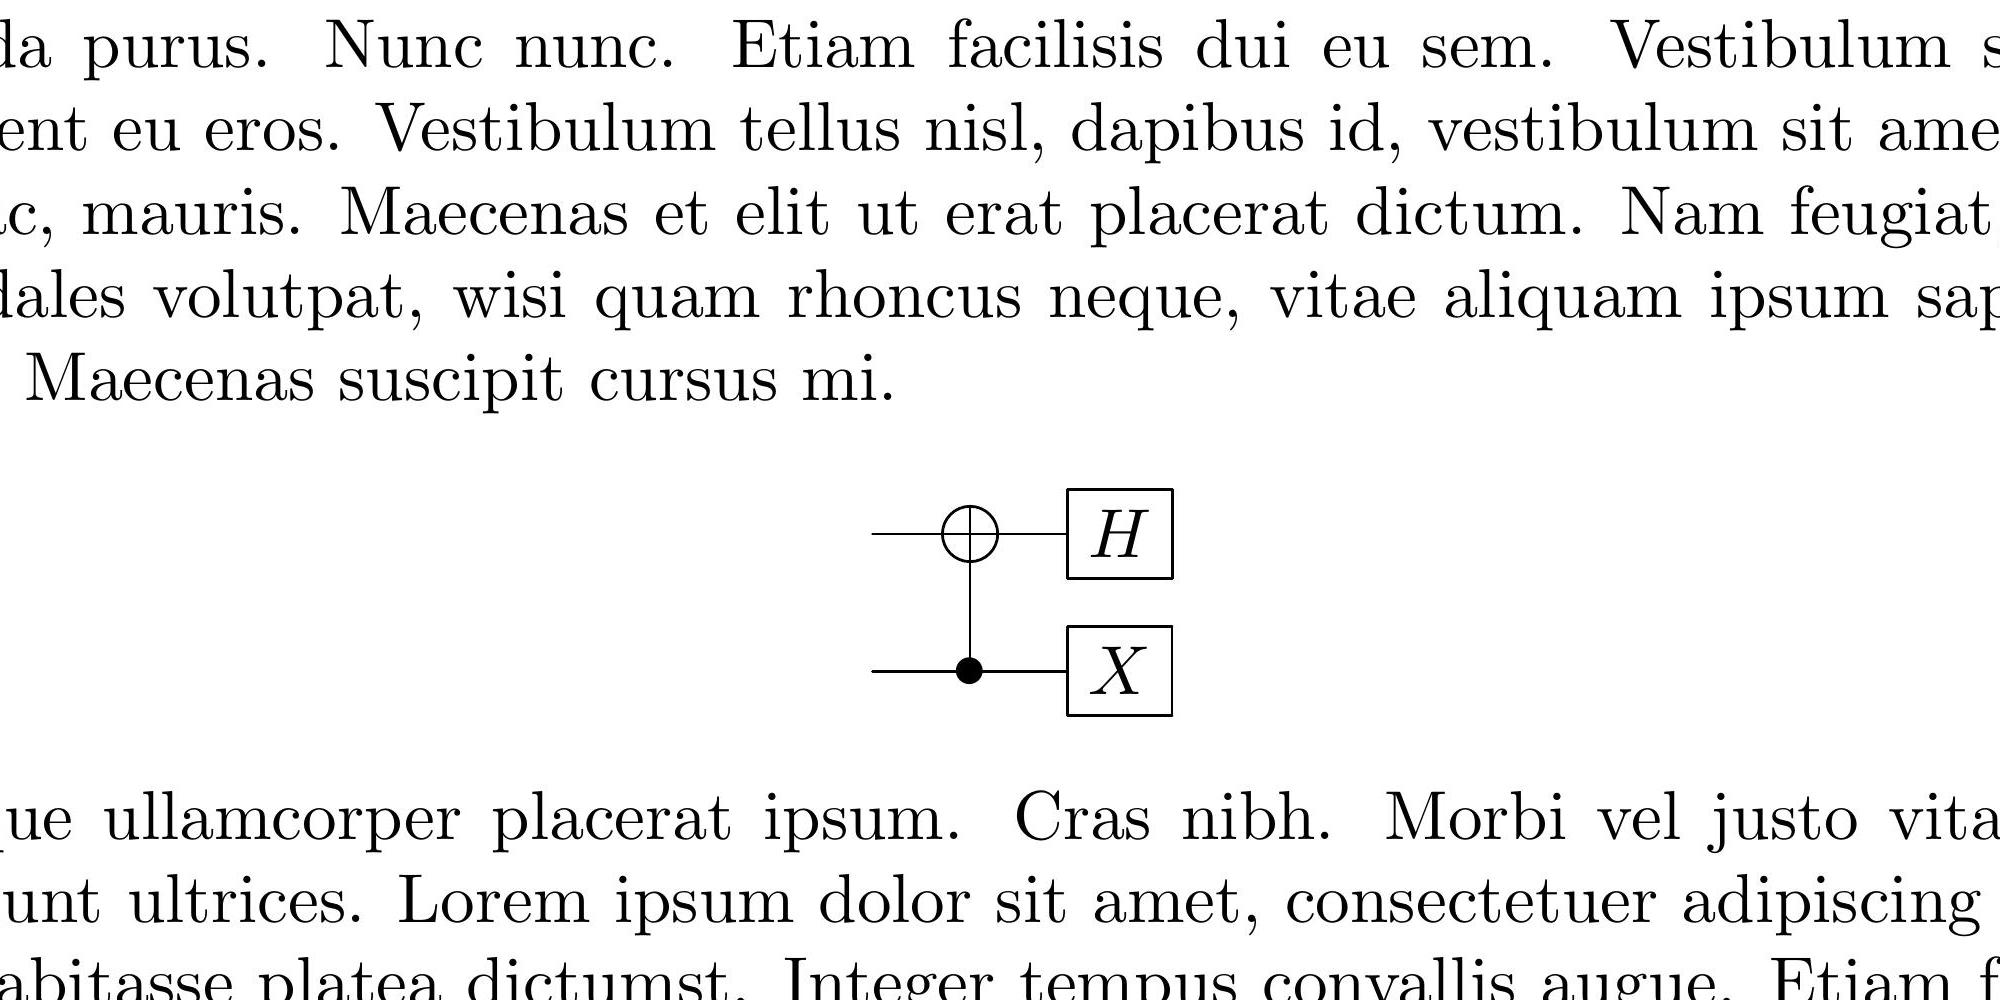 da purus. Nunc nunc. Etiam facilisis dui eu sem. Vestibulum s
ent eu eros. Vestibulum tellus nisl, dapibus id, vestibulum sit ame
c, mauris. Maecenas et elit ut erat placerat dictum. Nam feugiat,
dales volutpat, wisi quam rhoncus neque, vitae aliquam ipsum sap
Maecenas suscipit cursus mi.
H
X
ue ullamcorper placerat ipsum. Cras nibh. Morbi vel justo vita
unt ultrices. Lorem ipsum dolor sit amet, consectetuer adipiscing
abitasse platea dictumst. Integer tempus convallis augue. Etiam f